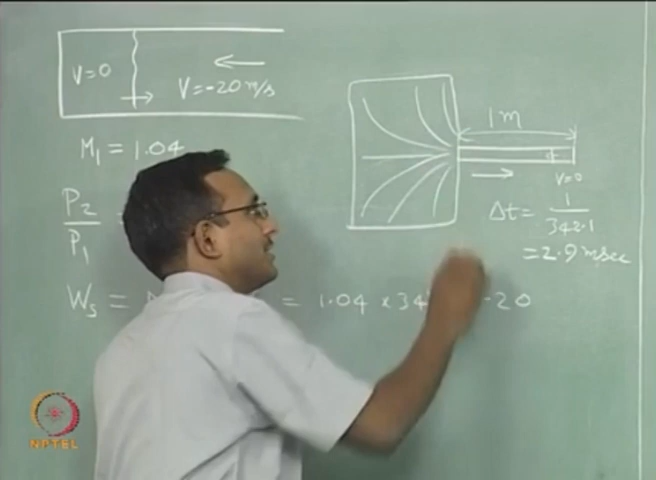 V=0
V=-20 m/s
M₁ = 1.04
P₂
P₁
1m
V=0
Δt = 1
342.1
= 2.9 msec
Wₛ =
= 1.04 × 34
-20
NPTEL